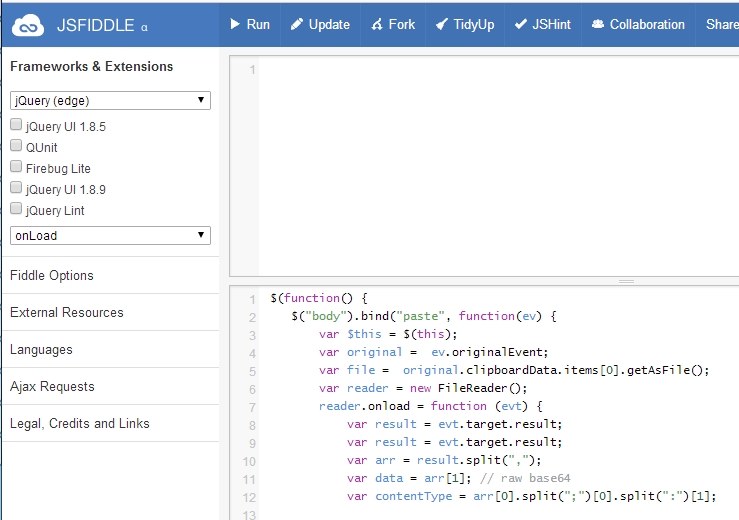 JSFIDDLE α
Run Update Fork TidyUp JSHint Collaboration Share
Frameworks & Extensions
jQuery (edge)
jQuery UI 1.8.5
QUnit
Firebug Lite
jQuery UI 1.8.9
jQuery Lint
onLoad
Fiddle Options
External Resources
Languages
Ajax Requests
Legal, Credits and Links
1
1 $(function() {
2 $("body").bind("paste", function(ev) {
3 var $this = $(this);
4 var original = ev.originalEvent;
5 var file = original.clipboardData.items[0].getAsFile();
6 var reader = new FileReader();
7 reader.onload = function (evt) {
8 var result = evt.target.result;
9 var result = evt.target.result;
10 var arr = result.split(",");
11 var data = arr[1]; // raw base64
12 var contentType = arr[0].split(";")[0].split(":")[1];
13